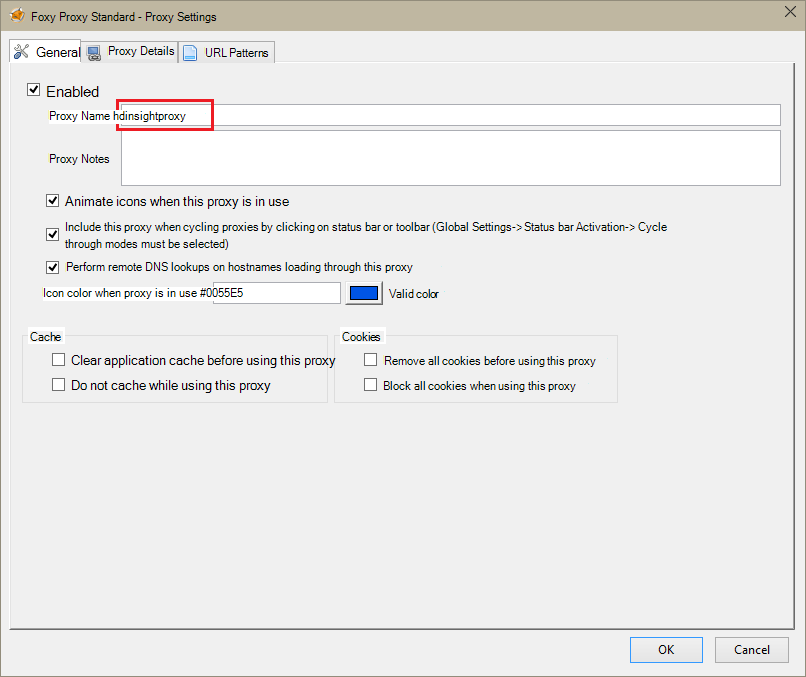 Foxy Proxy Standard - Proxy Settings
General Proxy Details URL Patterns
Enabled
Proxy Name hdinsightproxy
Proxy Notes
Animate icons when this proxy is in use
Include this proxy when cycling proxies by clicking on status bar or toolbar (Global Settings-> Status bar Activation-> Cycle
through modes must be selected)
Perform remote DNS lookups on hostnames loading through this proxy
Icon color when proxy is in use #0055E5 Valid color
Cache Cookies
Clear application cache before using this proxy Remove all cookies before using this proxy
Do not cache while using this proxy Block all cookies when using this proxy
OK Cancel